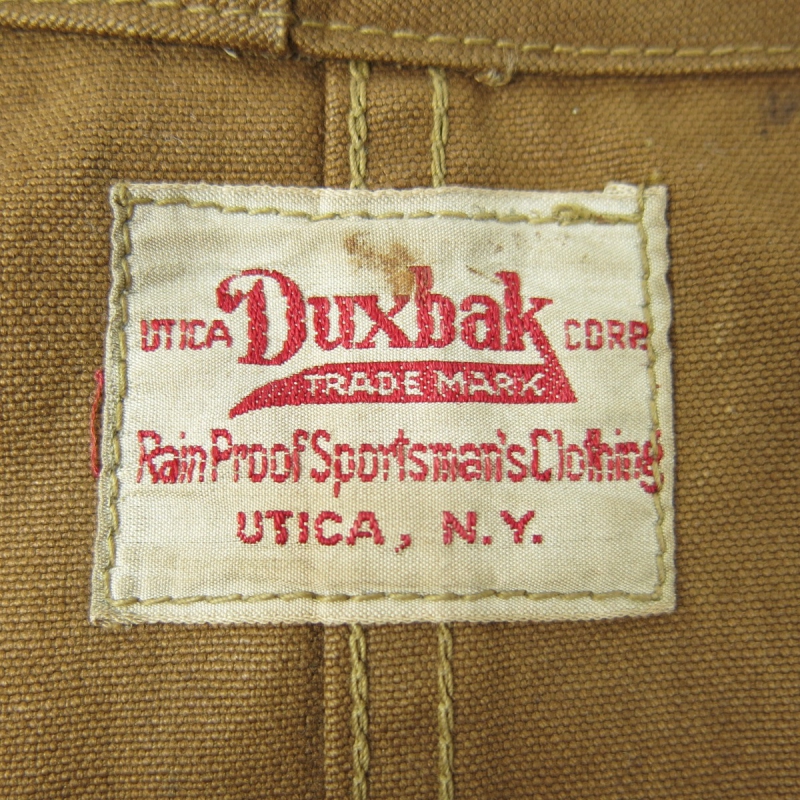 UTICA Duxbak CORP.
TRADE MARK
Rain Proof Sportsman's Clothing
UTICA, N.Y.